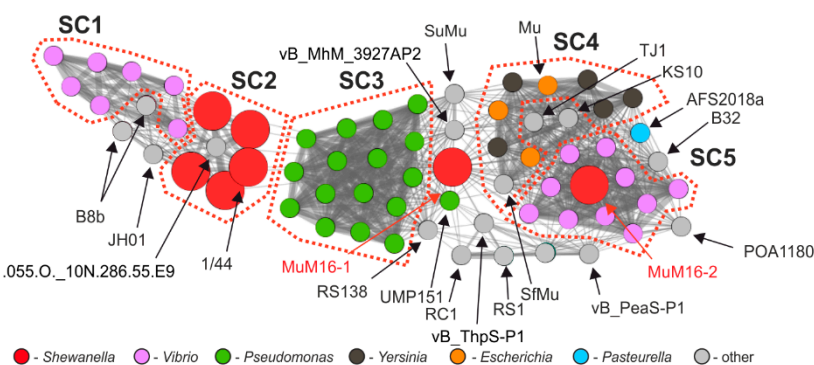 SC1
SC2
SC3
SC4
SC5
vB_MhM_3927AP2
SuMu
Mu
TJ1
KS10
AFS2018a
B32
B8b
JH01
.055.O._10N.286.55.E9
1/44
MuM16-1
RS138
UMP151
RC1
vB_ThpS-P1
RS1
SfMu
vB_PeaS-P1
MuM16-2
POA1180
- Shewanella
- Vibrio
- Pseudomonas
- Yersinia
- Escherichia
- Pasteurella
- other